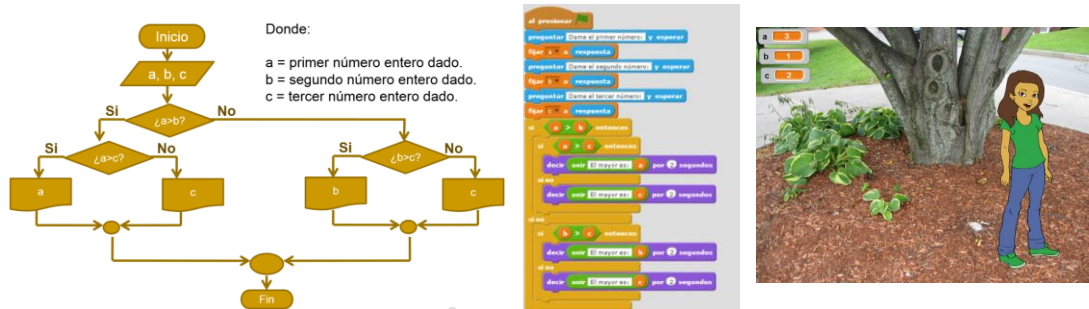 Inicio
a, b, c
Si
¿a>b?
No
Si
¿a>c?
No
Si
¿b>c?
No
a
c
b
c
Fin
Donde:
a = primer número entero dado.
b = segundo número entero dado.
c = tercer número entero dado.
al presionar
preguntar Dame el primer número: y esperar
fijar a a respuesta
preguntar Dame el segundo número: y esperar
fijar b a respuesta
preguntar Dame el tercer número: y esperar
fijar c a respuesta
si a > b entonces
si a > c entonces
decir unir El mayor es: a por 2 segundos
si no
decir unir El mayor es: c por 2 segundos
si no
si b > c entonces
decir unir El mayor es: b por 2 segundos
si no
decir unir El mayor es: c por 2 segundos
a 3
b 1
c 2